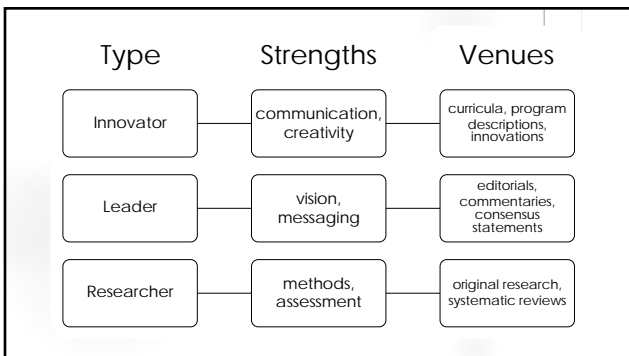 Type Strengths Venues
Innovator
communication,
creativity
curricula, program
descriptions,
innovations
Leader
vision,
messaging
editorials,
commentaries,
consensus
statements
Researcher
methods,
assessment
original research,
systematic reviews